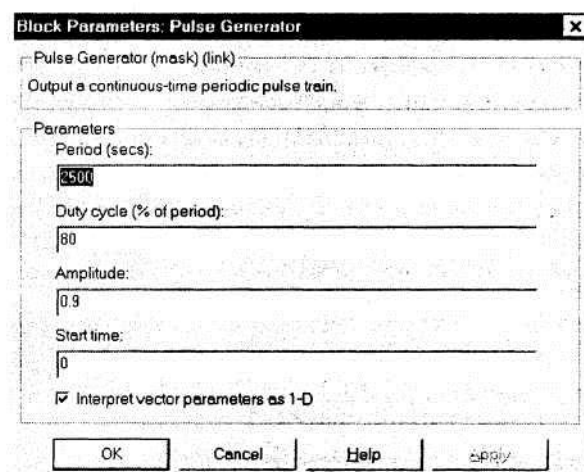 Block Parameters: Pulse Generator
Pulse Generator (mask) (link)
Output a continuous-time periodic pulse train.
Parameters
Period (secs):
2500
Duty cycle (% of period):
80
Amplitude:
0.9
Start time:
0
Interpret vector parameters as 1-D
OK Cancel Help Apply